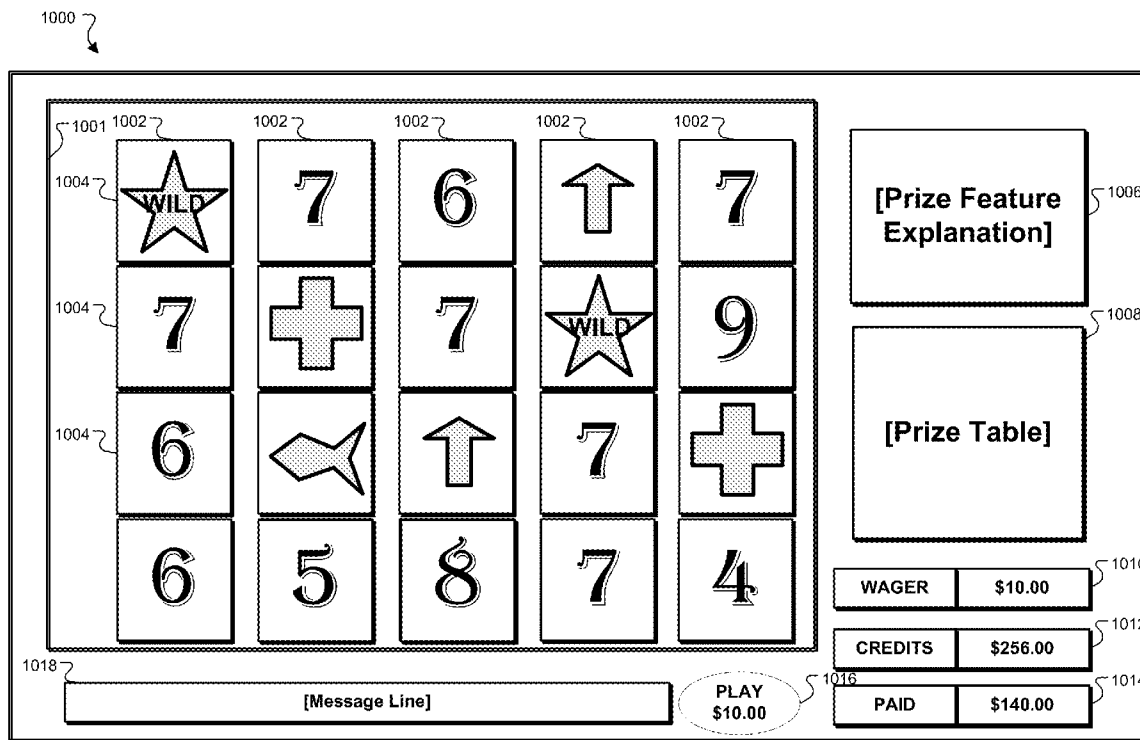 1000
1001
1002 1002 1002 1002 1002
1004
WILD 7 6 7
[Prize Feature
Explanation]
1006
1004
7 7 WILD 9
1008
1004
6 7
[Prize Table]
6 5 8 7 4
WAGER $10.00
1010
CREDITS $256.00
1012
1018
[Message Line]
PLAY
$10.00
1016
PAID $140.00
1014